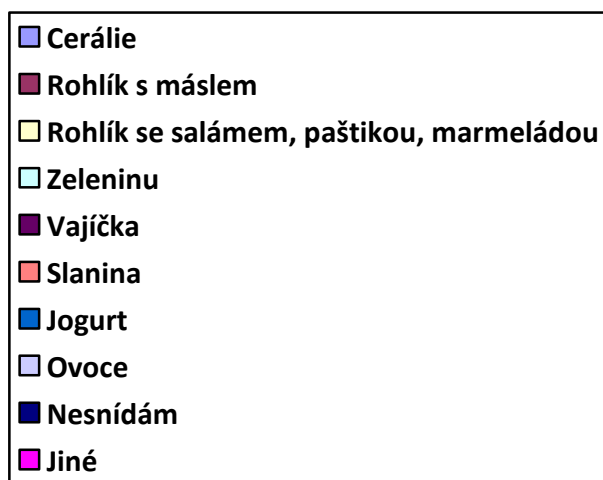 Cerálie
Rohlík s máslem
Rohlík se salámem, paštikou, marmeládou
Zeleninu
Vajíčka
Slanina
Jogurt
Ovoce
Nesnídám
Jiné